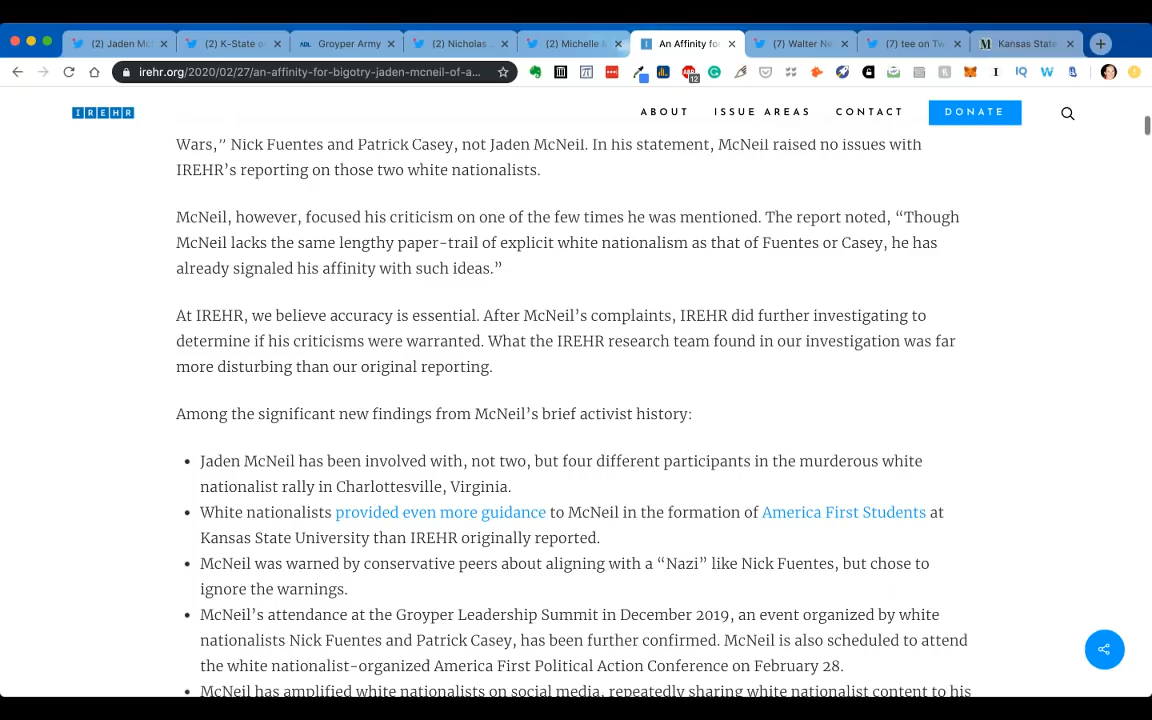 (2) Jaden Mc
(2) K-State o
ADL Groyper Army
(2) Nicholas
(2) Michelle
An Affinity fo
(7) Walter Ne
(7) tee on Tw
M Kansas State
irehr.org/2020/02/27/an-affinity-for-bigotry-jaden-mcneil-of-a...
12
IQ
W
IREHR
ABOUT ISSUE AREAS CONTACT DONATE
Wars,” Nick Fuentes and Patrick Casey, not Jaden McNeil. In his statement, McNeil raised no issues with
IREHR’s reporting on those two white nationalists.
McNeil, however, focused his criticism on one of the few times he was mentioned. The report noted, “Though
McNeil lacks the same lengthy paper-trail of explicit white nationalism as that of Fuentes or Casey, he has
already signaled his affinity with such ideas.”
At IREHR, we believe accuracy is essential. After McNeil’s complaints, IREHR did further investigating to
determine if his criticisms were warranted. What the IREHR research team found in our investigation was far
more disturbing than our original reporting.
Among the significant new findings from McNeil’s brief activist history:
• Jaden McNeil has been involved with, not two, but four different participants in the murderous white
nationalist rally in Charlottesville, Virginia.
• White nationalists provided even more guidance to McNeil in the formation of America First Students at
Kansas State University than IREHR originally reported.
• McNeil was warned by conservative peers about aligning with a “Nazi” like Nick Fuentes, but chose to
ignore the warnings.
• McNeil’s attendance at the Groyper Leadership Summit in December 2019, an event organized by white
nationalists Nick Fuentes and Patrick Casey, has been further confirmed. McNeil is also scheduled to attend
the white nationalist-organized America First Political Action Conference on February 28.
• McNeil has amplified white nationalists on social media, repeatedly sharing white nationalist content to his